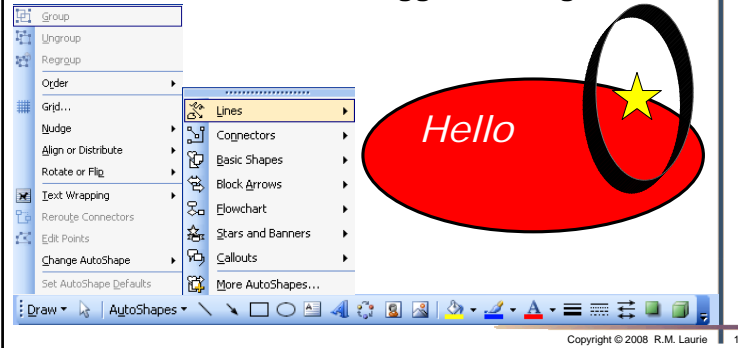 Group
Ungroup
Regroup
Order
Grid...
Nudge
Align or Distribute
Rotate or Flip
Text Wrapping
Reroute Connectors
Edit Points
Change AutoShape
Set AutoShape Defaults
Lines
Connectors
Basic Shapes
Block Arrows
Flowchart
Stars and Banners
Callouts
More AutoShapes...
Hello
Draw AutoShapes
Copyright © 2008 R.M. Laurie 1